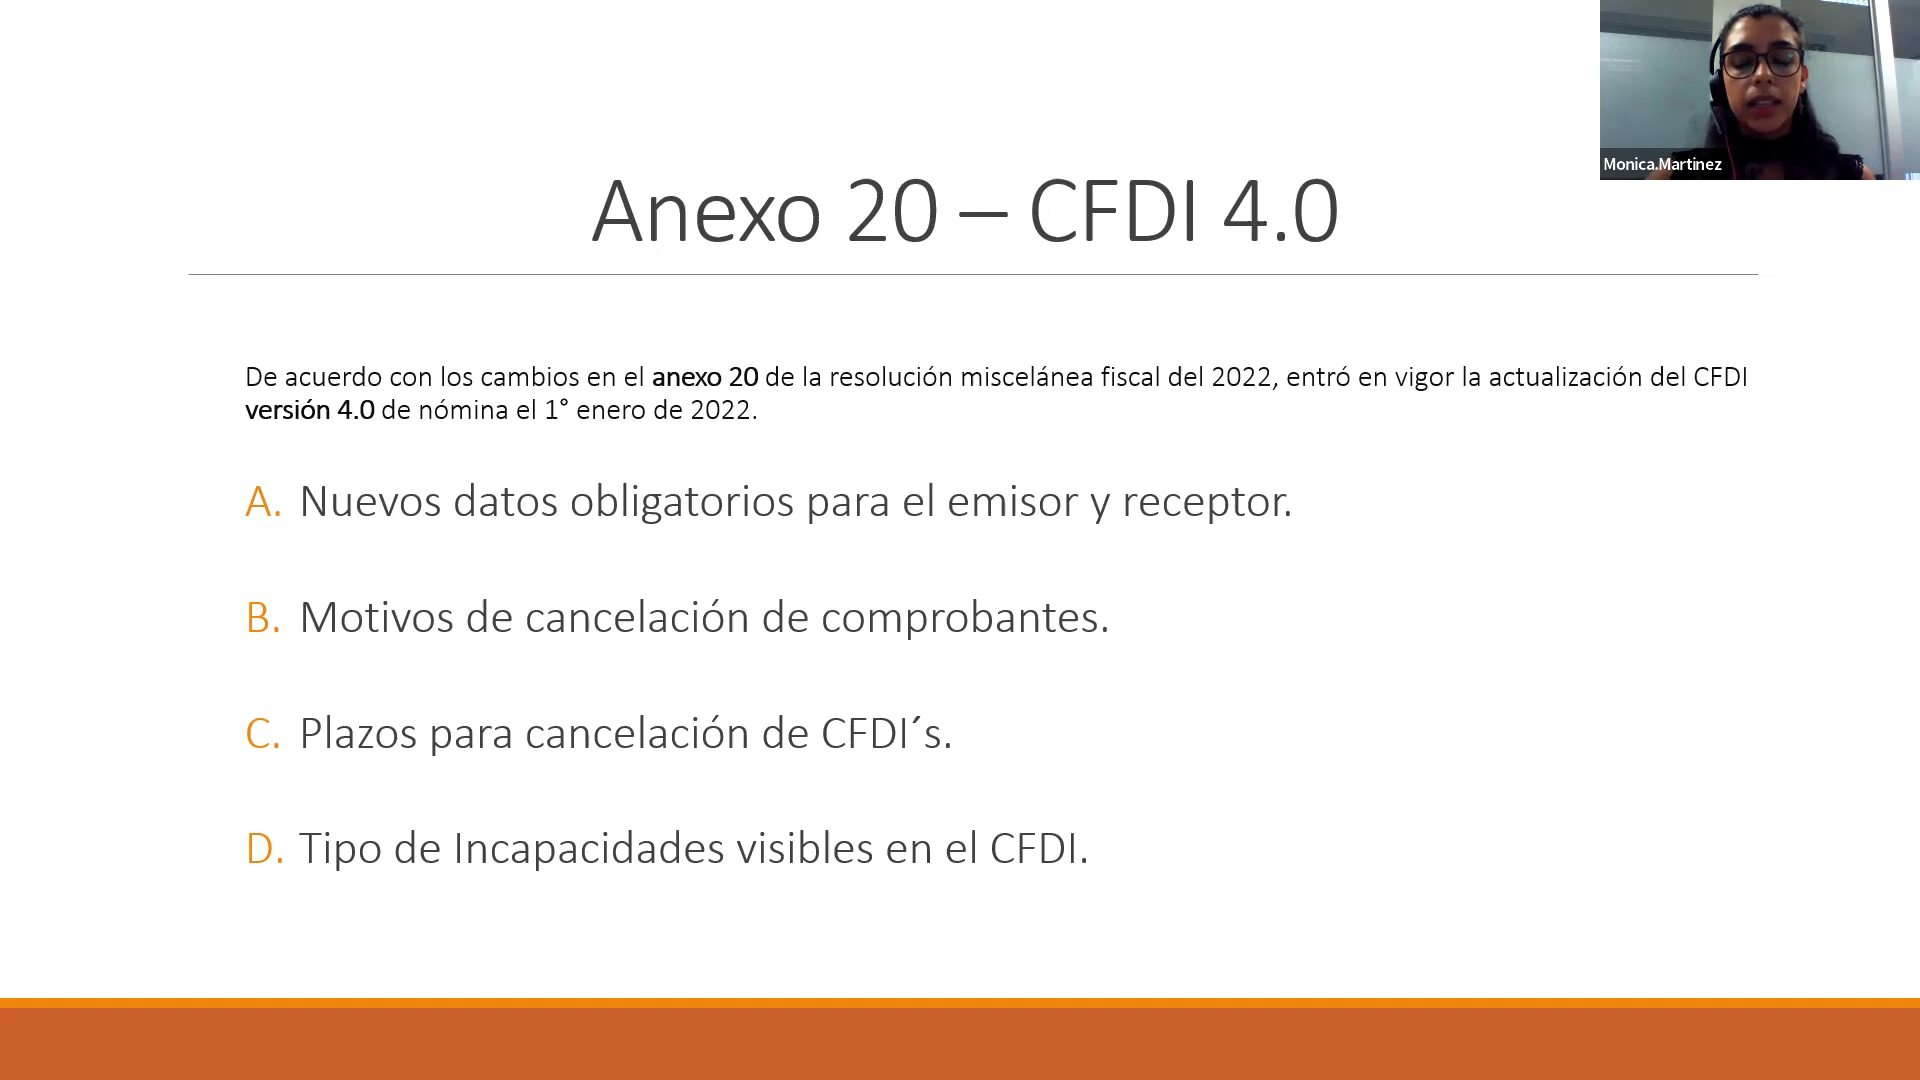 Monica.Martinez
Anexo 20 – CFDI 4.0
De acuerdo con los cambios en el anexo 20 de la resolución miscelánea fiscal del 2022, entró en vigor la actualización del CFDI
versión 4.0 de nómina el 1° enero de 2022.
A. Nuevos datos obligatorios para el emisor y receptor.
B. Motivos de cancelación de comprobantes.
C. Plazos para cancelación de CFDI´s.
D. Tipo de Incapacidades visibles en el CFDI.